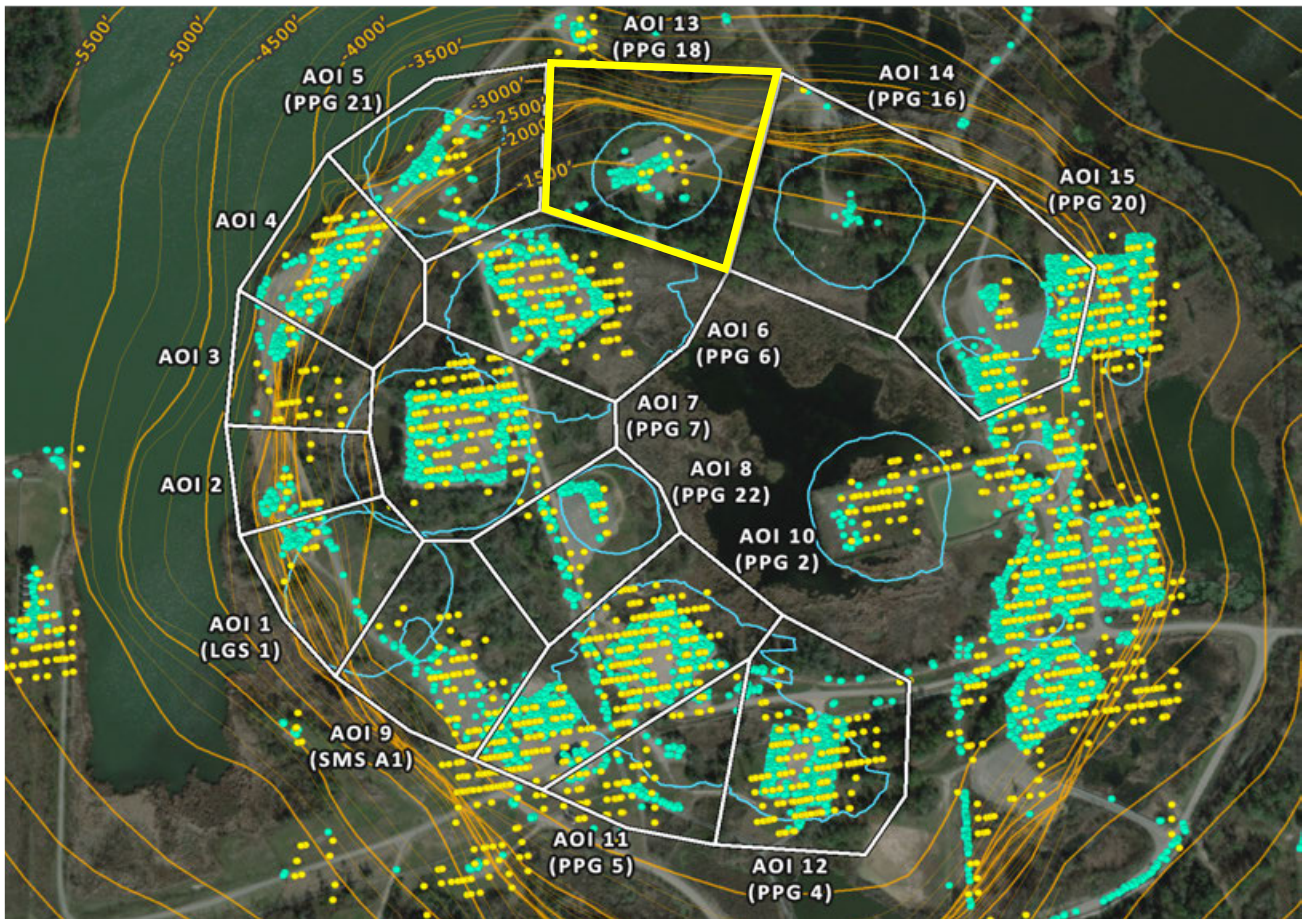 -5500'
-5000'
-4500'
-4000'
-3500'
-3000'
-2500'
-2000'
-1500'
AOI 13
(PPG 18)
AOI 5
(PPG 21)
AOI 14
(PPG 16)
AOI 15
(PPG 20)
AOI 4
AOI 3
AOI 6
(PPG 6)
AOI 7
(PPG 7)
AOI 2
AOI 8
(PPG 22)
AOI 10
(PPG 2)
AOI 1
(LGS 1)
AOI 9
(SMS A1)
AOI 11
(PPG 5)
AOI 12
(PPG 4)